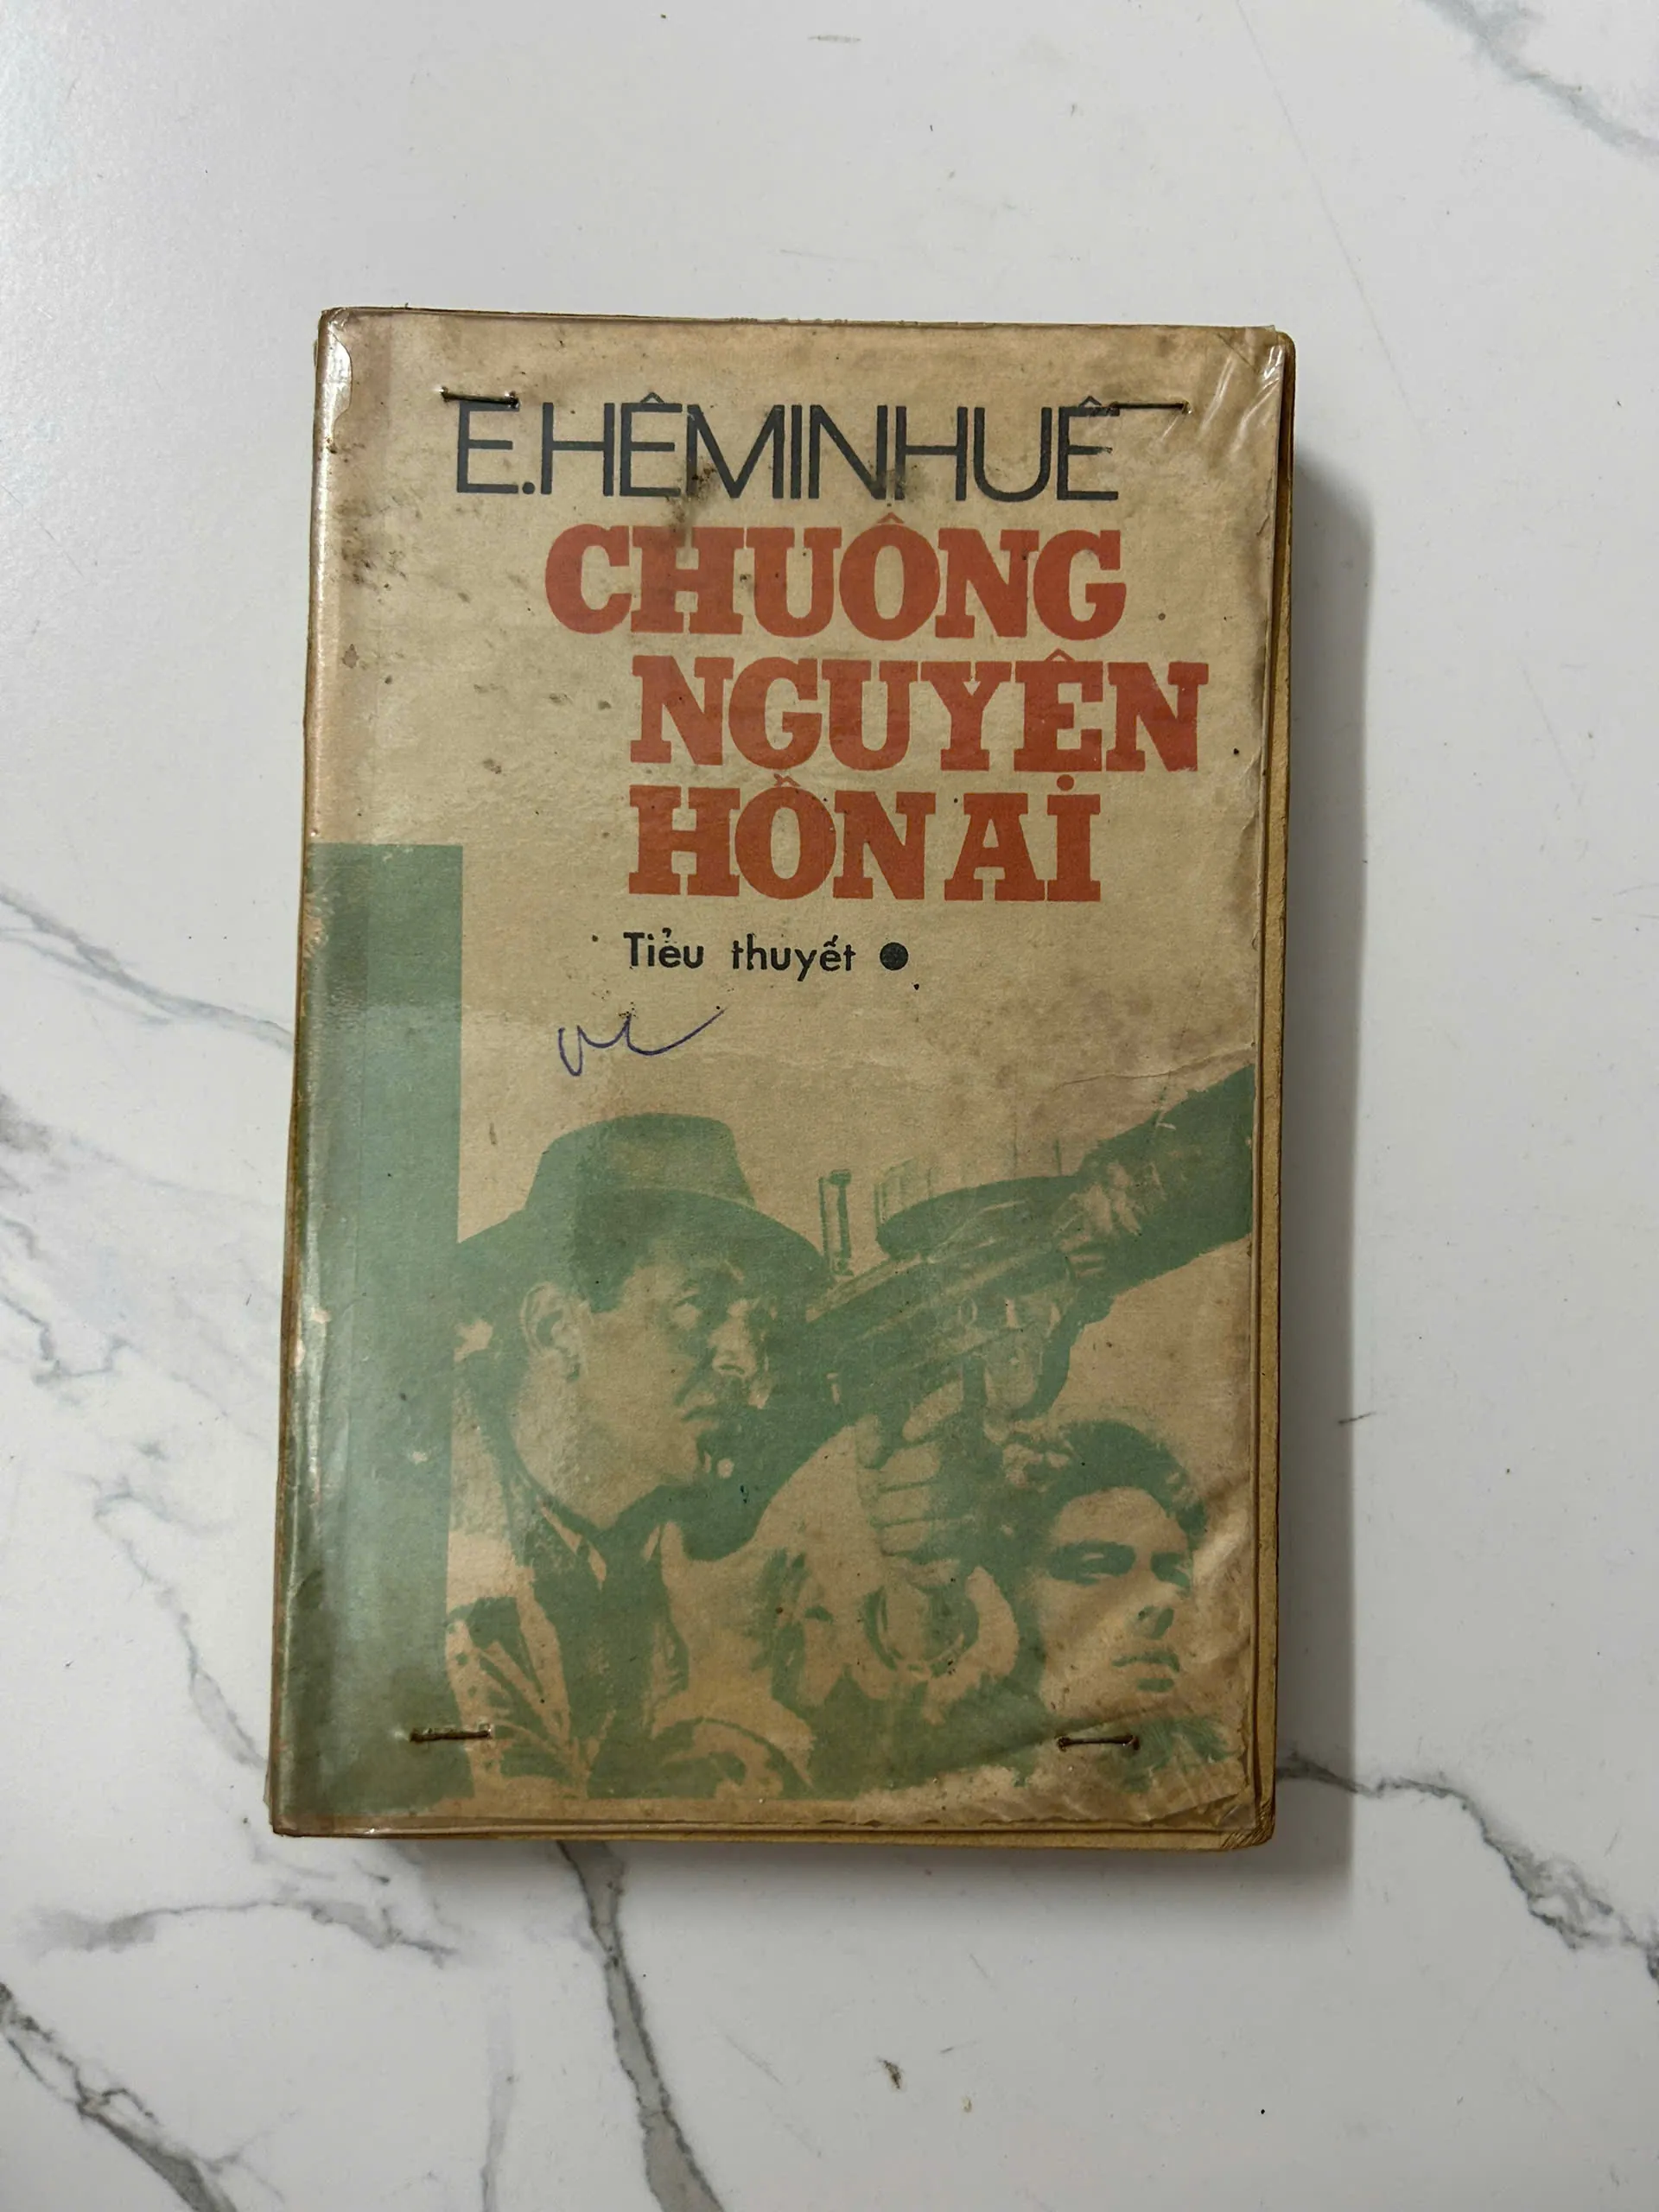 E.HÊMINHUÊ
CHUÔNG
NGUYỆN
HỒN AI
Tiểu thuyết